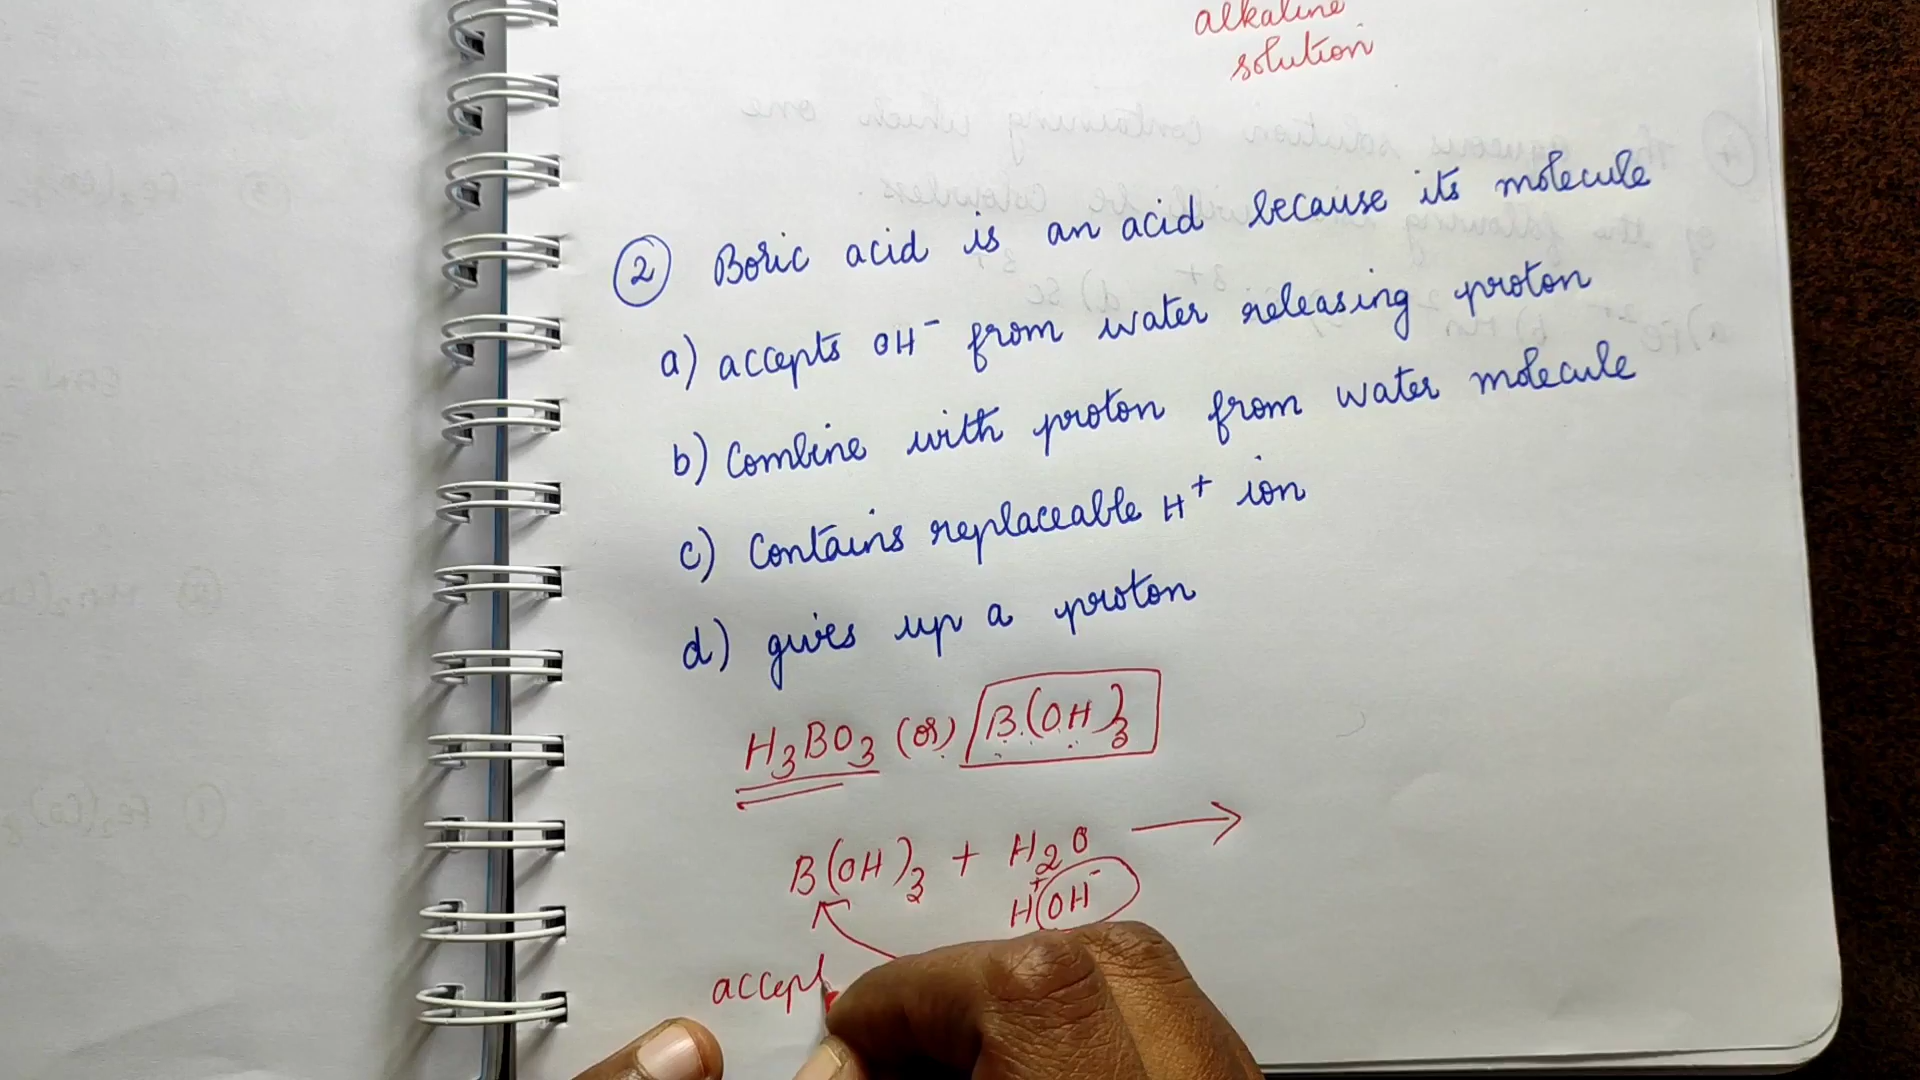 alkaline
solution
② Boric acid is an acid because its molecule
a) accepts OH⁻ from water releasing proton
b) Combine with proton from water molecule
c) Contains replaceable H⁺ ion
d) gives up a proton
H₃BO₃ (or) B(OH)₃
B(OH)₃ + H₂O →
H⁺OH⁻
accept